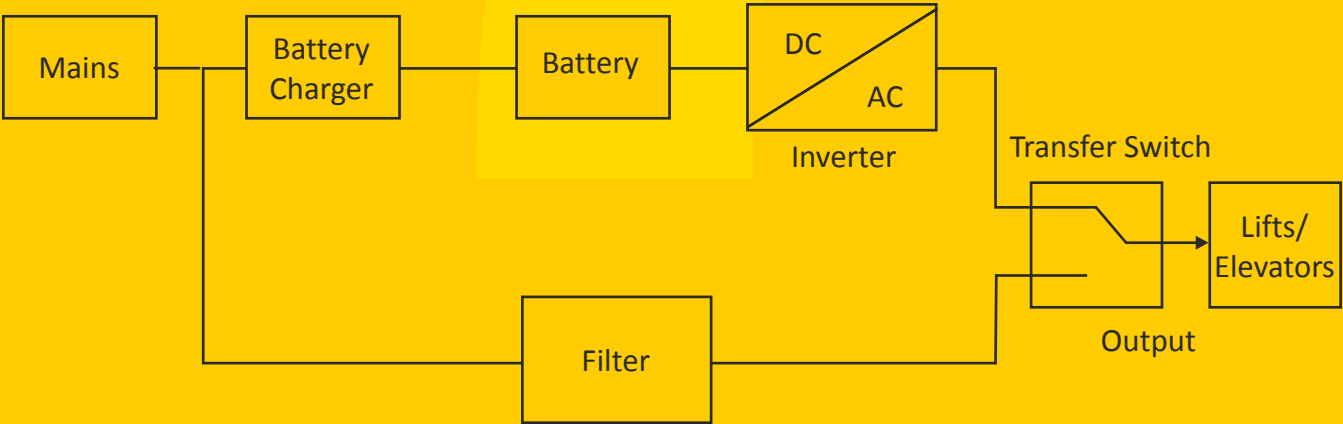 Mains
Battery
Charger
Battery
DC
AC
Inverter
Transfer Switch
Lifts/
Elevators
Output
Filter